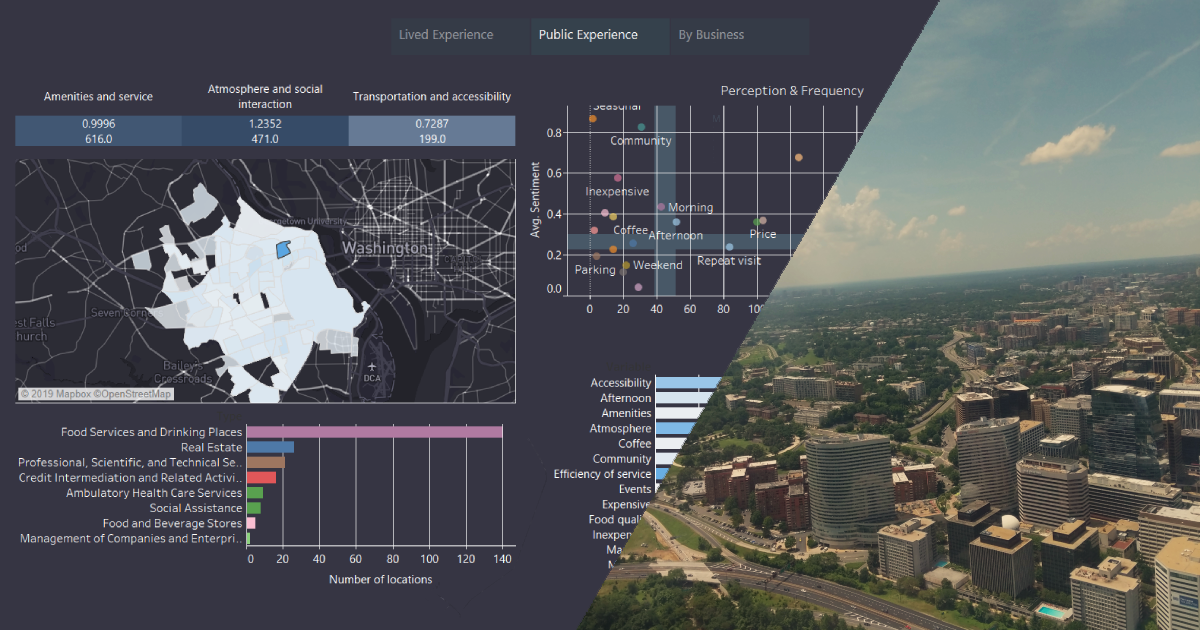 Lived Experience
Public Experience
By Business
Amenities and service
Atmosphere and social
interaction
Transportation and accessibility
0.9996
1.2352
0.7287
616.0
471.0
199.0
Washington
getown University
Seven Corne
est Falls
hurch
Bailey's
Crossroads
DCA
© 2019 Mapbox ©OpenStreetMap
Food Services and Drinking Places
Real Estate
Professional, Scientific, and Technical Se..
Credit Intermediation and Related Activi..
Ambulatory Health Care Services
Social Assistance
Food and Beverage Stores
Management of Companies and Enterpri..
0 20 40 60 80 100 120 140
Number of locations
Perception & Frequency
Avg. Sentiment
0.8
0.6
0.4
0.2
0.0
Seasonal
Community
Inexpensive
Morning
Coffee
Afternoon
Price
Repeat visit
Parking
Weekend
0 20 40 60 80 100
Accessibility
Afternoon
Amenities
Atmosphere
Coffee
Community
Efficiency of service
Events
Expensive
Food quali
Inexpen
Ma